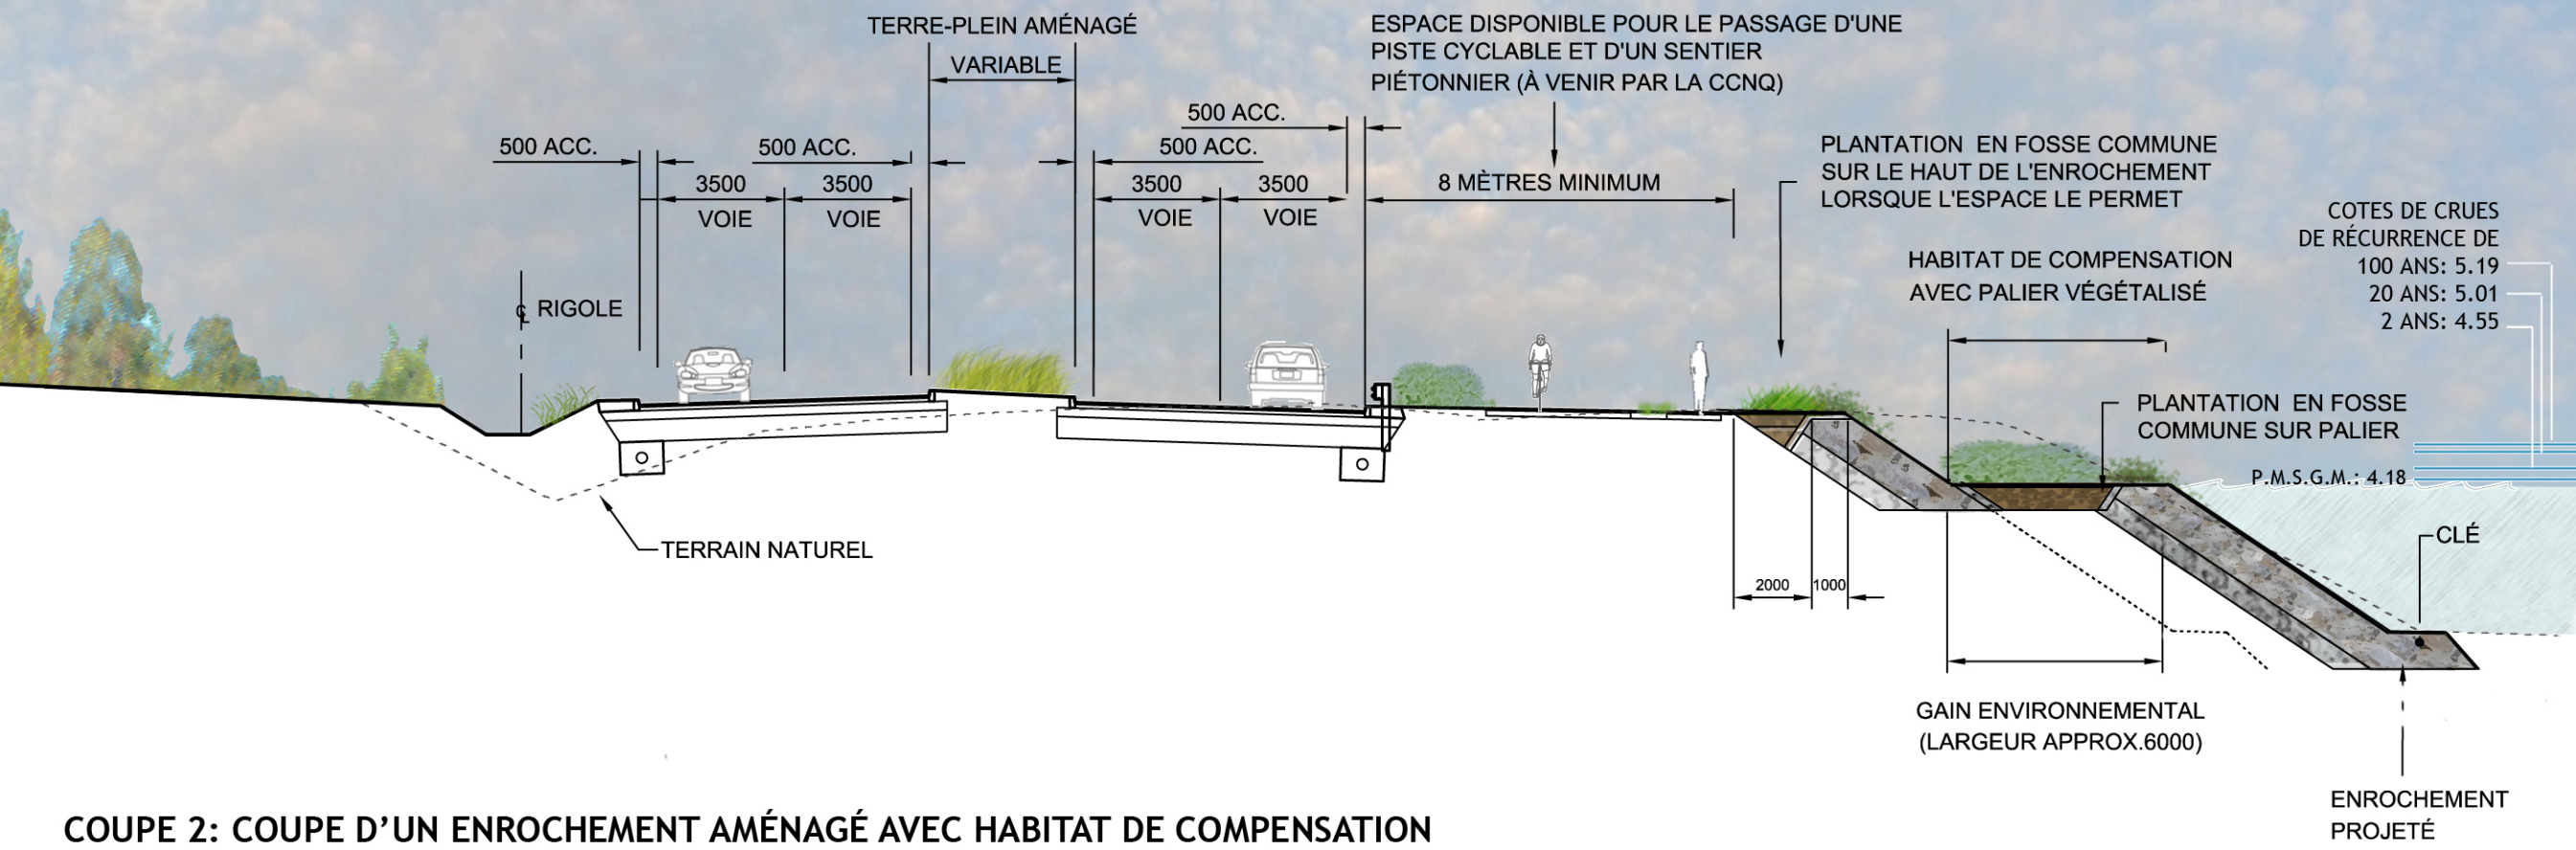 TERRE-PLEIN AMÉNAGÉ
VARIABLE
ESPACE DISPONIBLE POUR LE PASSAGE D'UNE
PISTE CYCLABLE ET D'UN SENTIER
PIÉTONNIER (À VENIR PAR LA CCNQ)
500 ACC.
500 ACC.
500 ACC.
500 ACC.
3500
VOIE
3500
VOIE
3500
VOIE
3500
VOIE
8 MÈTRES MINIMUM
PLANTATION EN FOSSE COMMUNE
SUR LE HAUT DE L'ENROCHEMENT
LORSQUE L'ESPACE LE PERMET
COTES DE CRUES
DE RÉCURRENCE DE
100 ANS: 5.19
20 ANS: 5.01
2 ANS: 4.55
HABITAT DE COMPENSATION
AVEC PALIER VÉGÉTALISÉ
℄ RIGOLE
PLANTATION EN FOSSE
COMMUNE SUR PALIER
P.M.S.G.M.: 4.18
CLÉ
TERRAIN NATUREL
2000
1000
GAIN ENVIRONNEMENTAL
(LARGEUR APPROX.6000)
ENROCHEMENT
PROJETÉ
COUPE 2: COUPE D’UN ENROCHEMENT AMÉNAGÉ AVEC HABITAT DE COMPENSATION